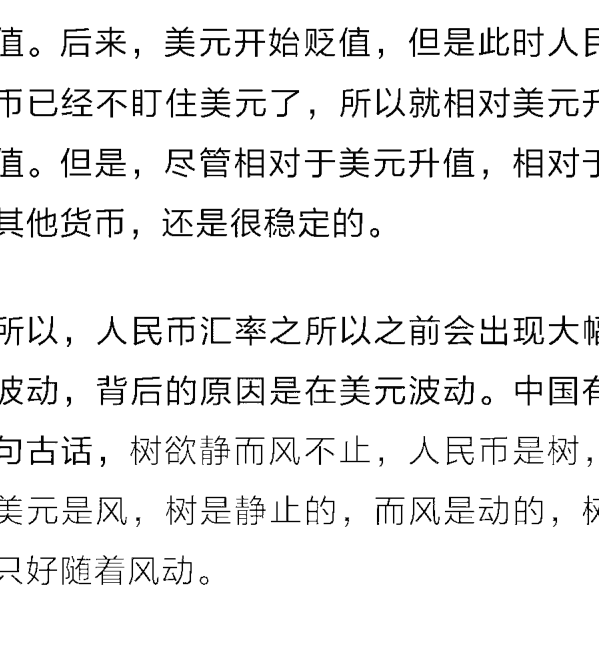 值。后来，美元开始贬值，但是此时人民
币已经不盯住美元了，所以就相对美元升
值。但是，尽管相对于美元升值，相对于
其他货币，还是很稳定的。
所以，人民币汇率之所以之前会出现大幅
波动，背后的原因是在美元波动。中国有
句古话，树欲静而风不止，人民币是树，
美元是风，树是静止的，而风是动的，树
只好随着风动。